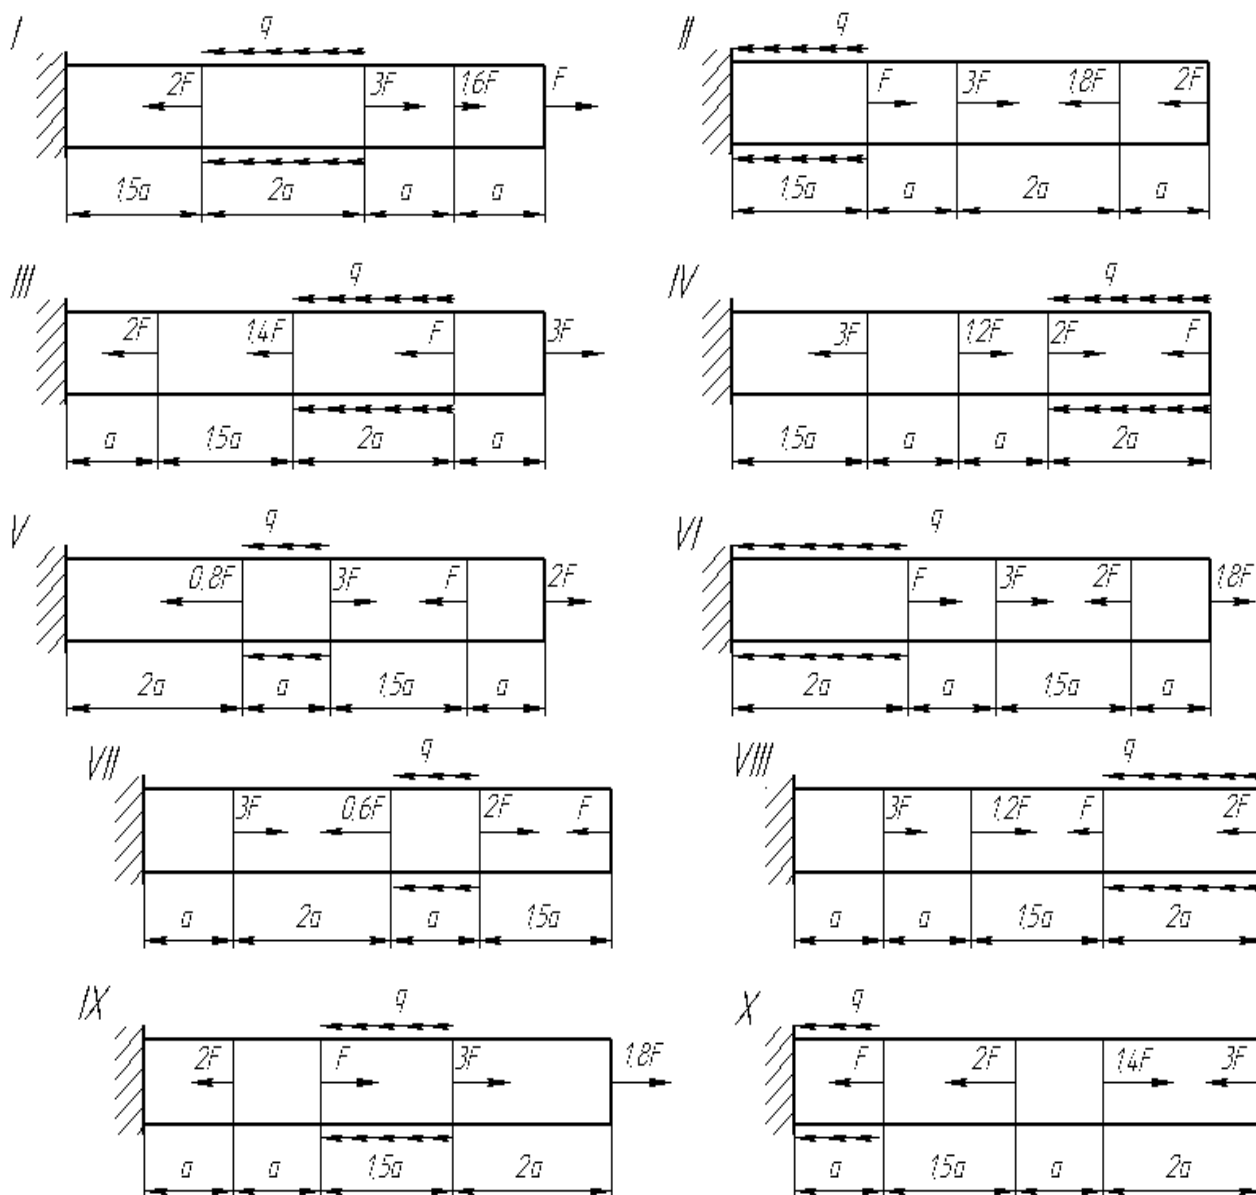 I
q
2F 3F 1,6F F
1,5a 2a a a
II
q
F 3F 1,8F 2F
1,5a a 2a a
III
q
2F 1,4F F 3F
a 1,5a 2a a
IV
q
3F 1,2F 2F F
1,5a a a 2a
V
q
0,8F 3F F 2F
2a a 1,5a a
VI
q
F 3F 2F 1,8F
2a a 1,5a a
VII
q
3F 0,6F 2F F
a 2a a 1,5a
VIII
q
3F 1,2F F 2F
a a 1,5a 2a
IX
q
2F F 3F 1,8F
a a 1,5a 2a
X
q
F 2F 1,4F 3F
a 1,5a a 2a